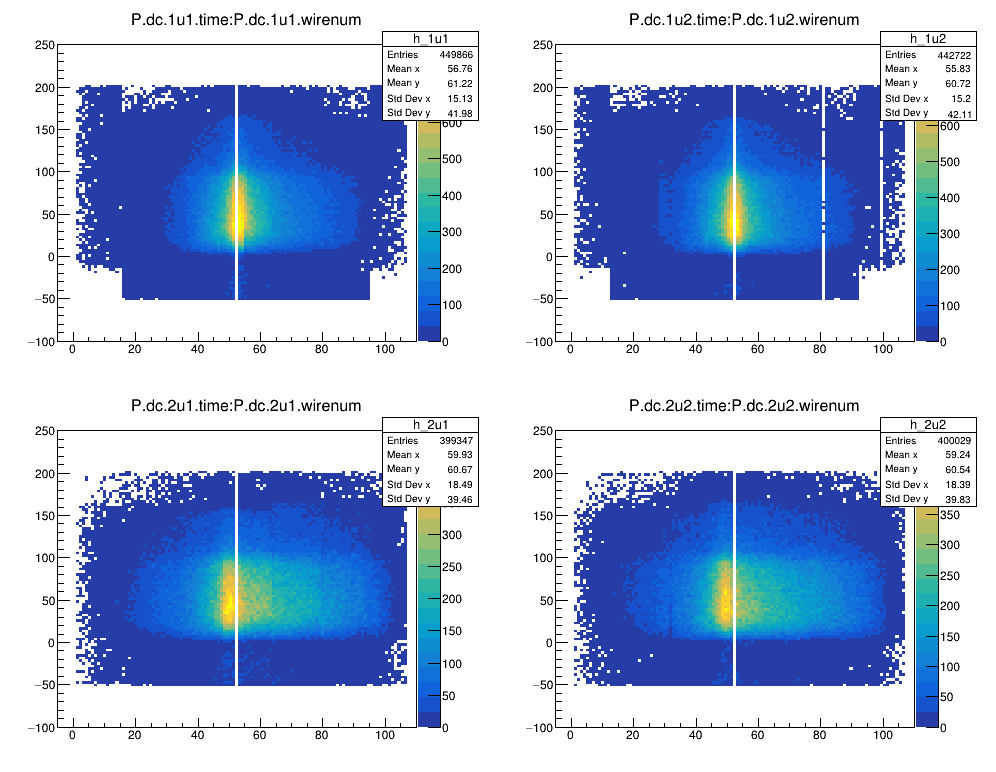 P.dc.1u1.time:P.dc.1u1.wirenum
h_1u1
Entries 449866
Mean x 56.76
Mean y 61.22
Std Dev x 15.13
Std Dev y 41.98
250
200
150
100
50
0
−50
−100
0 20 40 60 80 100
600
500
400
300
200
100
0
P.dc.1u2.time:P.dc.1u2.wirenum
h_1u2
Entries 442722
Mean x 55.83
Mean y 60.72
Std Dev x 15.2
Std Dev y 42.11
250
200
150
100
50
0
−50
−100
0 20 40 60 80 100
600
500
400
300
200
100
0
P.dc.2u1.time:P.dc.2u1.wirenum
h_2u1
Entries 399347
Mean x 59.93
Mean y 60.67
Std Dev x 18.49
Std Dev y 39.46
250
200
150
100
50
0
−50
−100
0 20 40 60 80 100
300
250
200
150
100
50
0
P.dc.2u2.time:P.dc.2u2.wirenum
h_2u2
Entries 400029
Mean x 59.24
Mean y 60.54
Std Dev x 18.39
Std Dev y 39.83
250
200
150
100
50
0
−50
−100
0 20 40 60 80 100
350
300
250
200
150
100
50
0